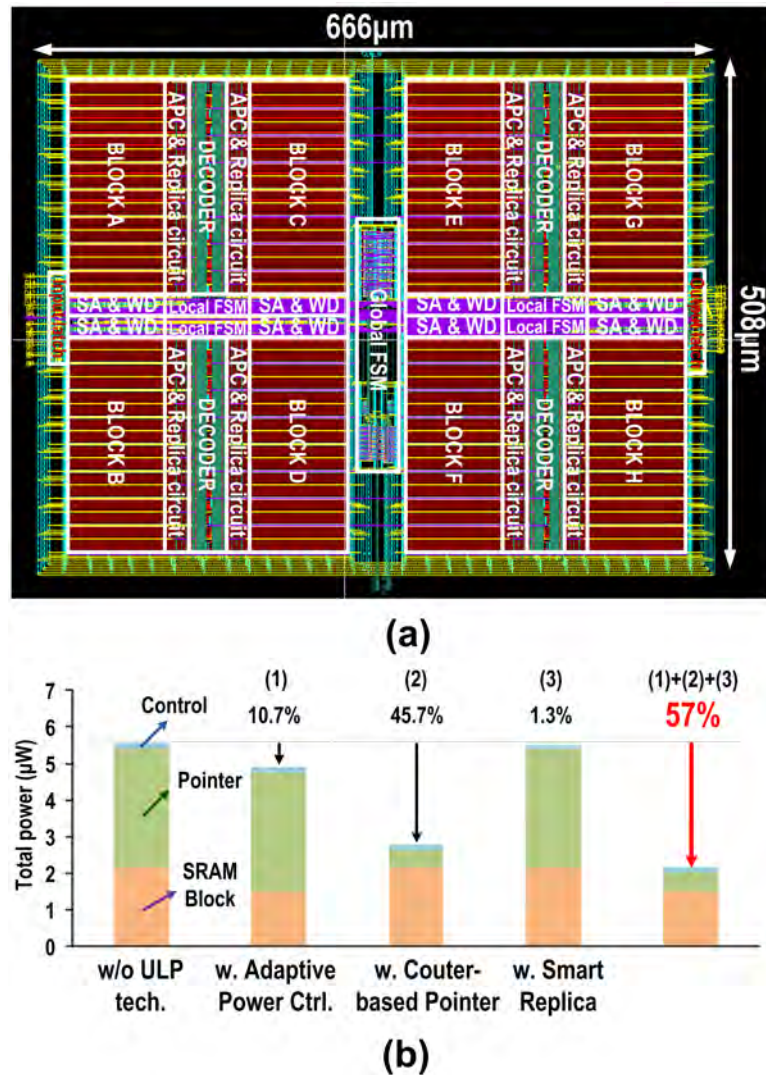 666µm
508µm
BLOCK A
APC & Replica circuit
DECODER
APC & Replica circuit
BLOCK C
BLOCK E
APC & Replica circuit
DECODER
APC & Replica circuit
BLOCK G
SA & WD
Local FSM
SA & WD
Global FSM
SA & WD
Local FSM
SA & WD
SA & WD
Local FSM
SA & WD
SA & WD
Local FSM
SA & WD
BLOCK B
APC & Replica circuit
DECODER
APC & Replica circuit
BLOCK D
BLOCK F
APC & Replica circuit
DECODER
APC & Replica circuit
BLOCK H
(a)
(1) (2) (3) (1)+(2)+(3)
10.7% 45.7% 1.3% 57%
Total power (µW)
7
6
5
4
3
2
1
0
Control
Pointer
SRAM
Block
w/o ULP
tech.
w. Adaptive
Power Ctrl.
w. Couter-
based Pointer
w. Smart
Replica
(b)